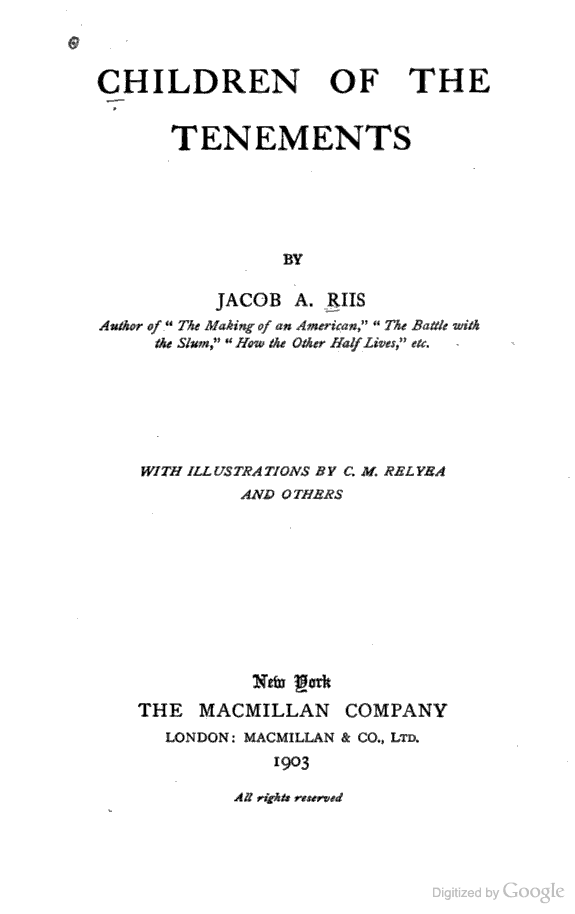 CHILDREN OF THE
TENEMENTS
BY
JACOB A. RIIS
Author of “ The Making of an American,” “ The Battle with
the Slum,” “ How the Other Half Lives,” etc.
WITH ILLUSTRATIONS BY C. M. RELYEA
AND OTHERS
New York
THE MACMILLAN COMPANY
LONDON: MACMILLAN & CO., LTD.
1903
All rights reserved
Digitized by Google